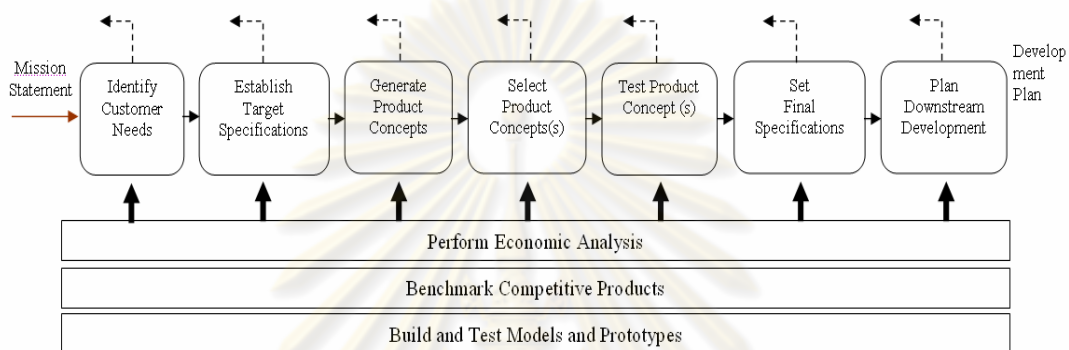 Mission
Statement
Identify
Customer
Needs
Establish
Target
Specifications
Generate
Product
Concepts
Select
Product
Concepts(s)
Test Product
Concept (s)
Set
Final
Specifications
Plan
Downstream
Development
Develop
ment
Plan
Perform Economic Analysis
Benchmark Competitive Products
Build and Test Models and Prototypes